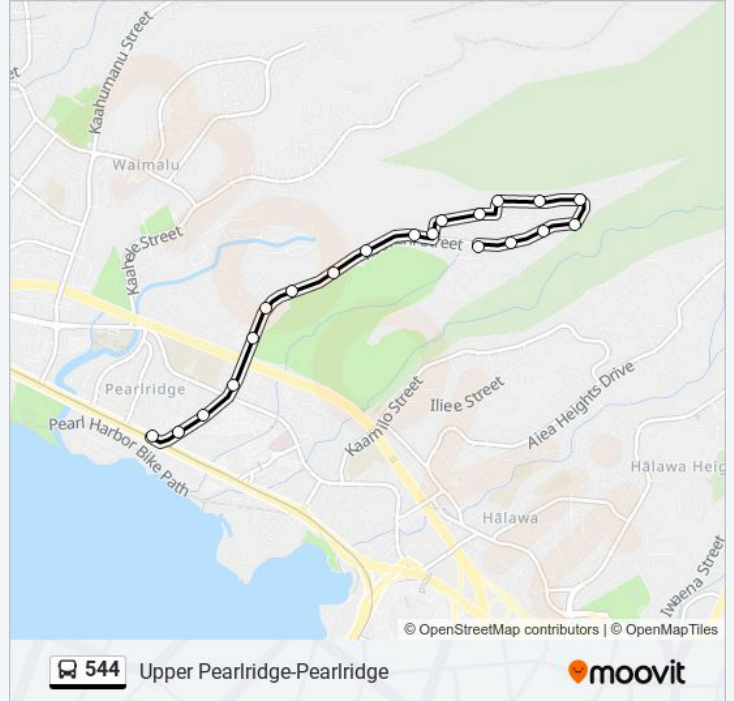 Kaahumanu Street
Waimalu
Kaahele Street
Street
Pearlridge
Pearl Harbor Bike Path
Kaamilo Street
Iliee Street
Aiea Heights Drive
Hālawa Heig
Hālawa
Iwaena Street
© OpenStreetMap contributors | © OpenMapTiles
544 Upper Pearlridge-Pearlridge
moovit